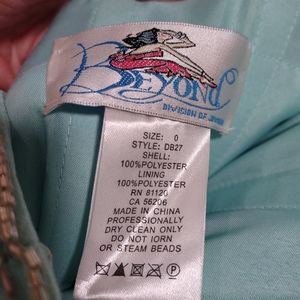 BEYOND
DIVISION OF
SIZE: 0
STYLE: DB27
SHELL:
100%POLYESTER
LINING
100%POLYESTER
RN 81120
CA 56206
MADE IN CHINA
PROFESSIONALLY
DRY CLEAN ONLY
DO NOT IORN
OR STEAM BEADS